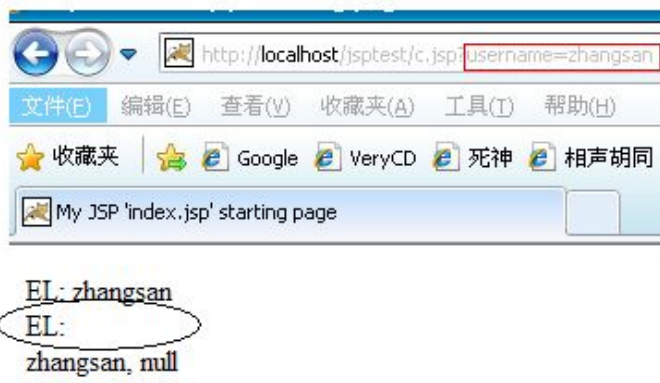 http://localhost/jsptest/c.jsp?username=zhangsan
文件(F) 编辑(E) 查看(V) 收藏夹(A) 工具(T) 帮助(H)
收藏夹 Google VeryCD 死神 相声胡同
My JSP 'index.jsp' starting page
EL: zhangsan
EL:
zhangsan, null